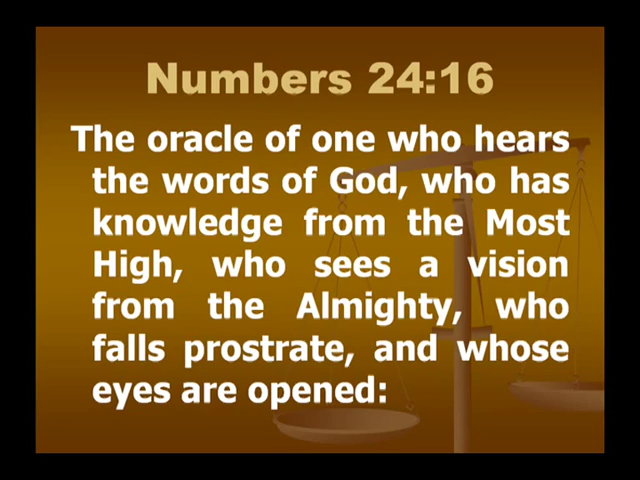 Numbers 24:16
The oracle of one who hears
the words of God, who has
knowledge from the Most
High, who sees a vision
from the Almighty, who
falls prostrate, and whose
eyes are opened: